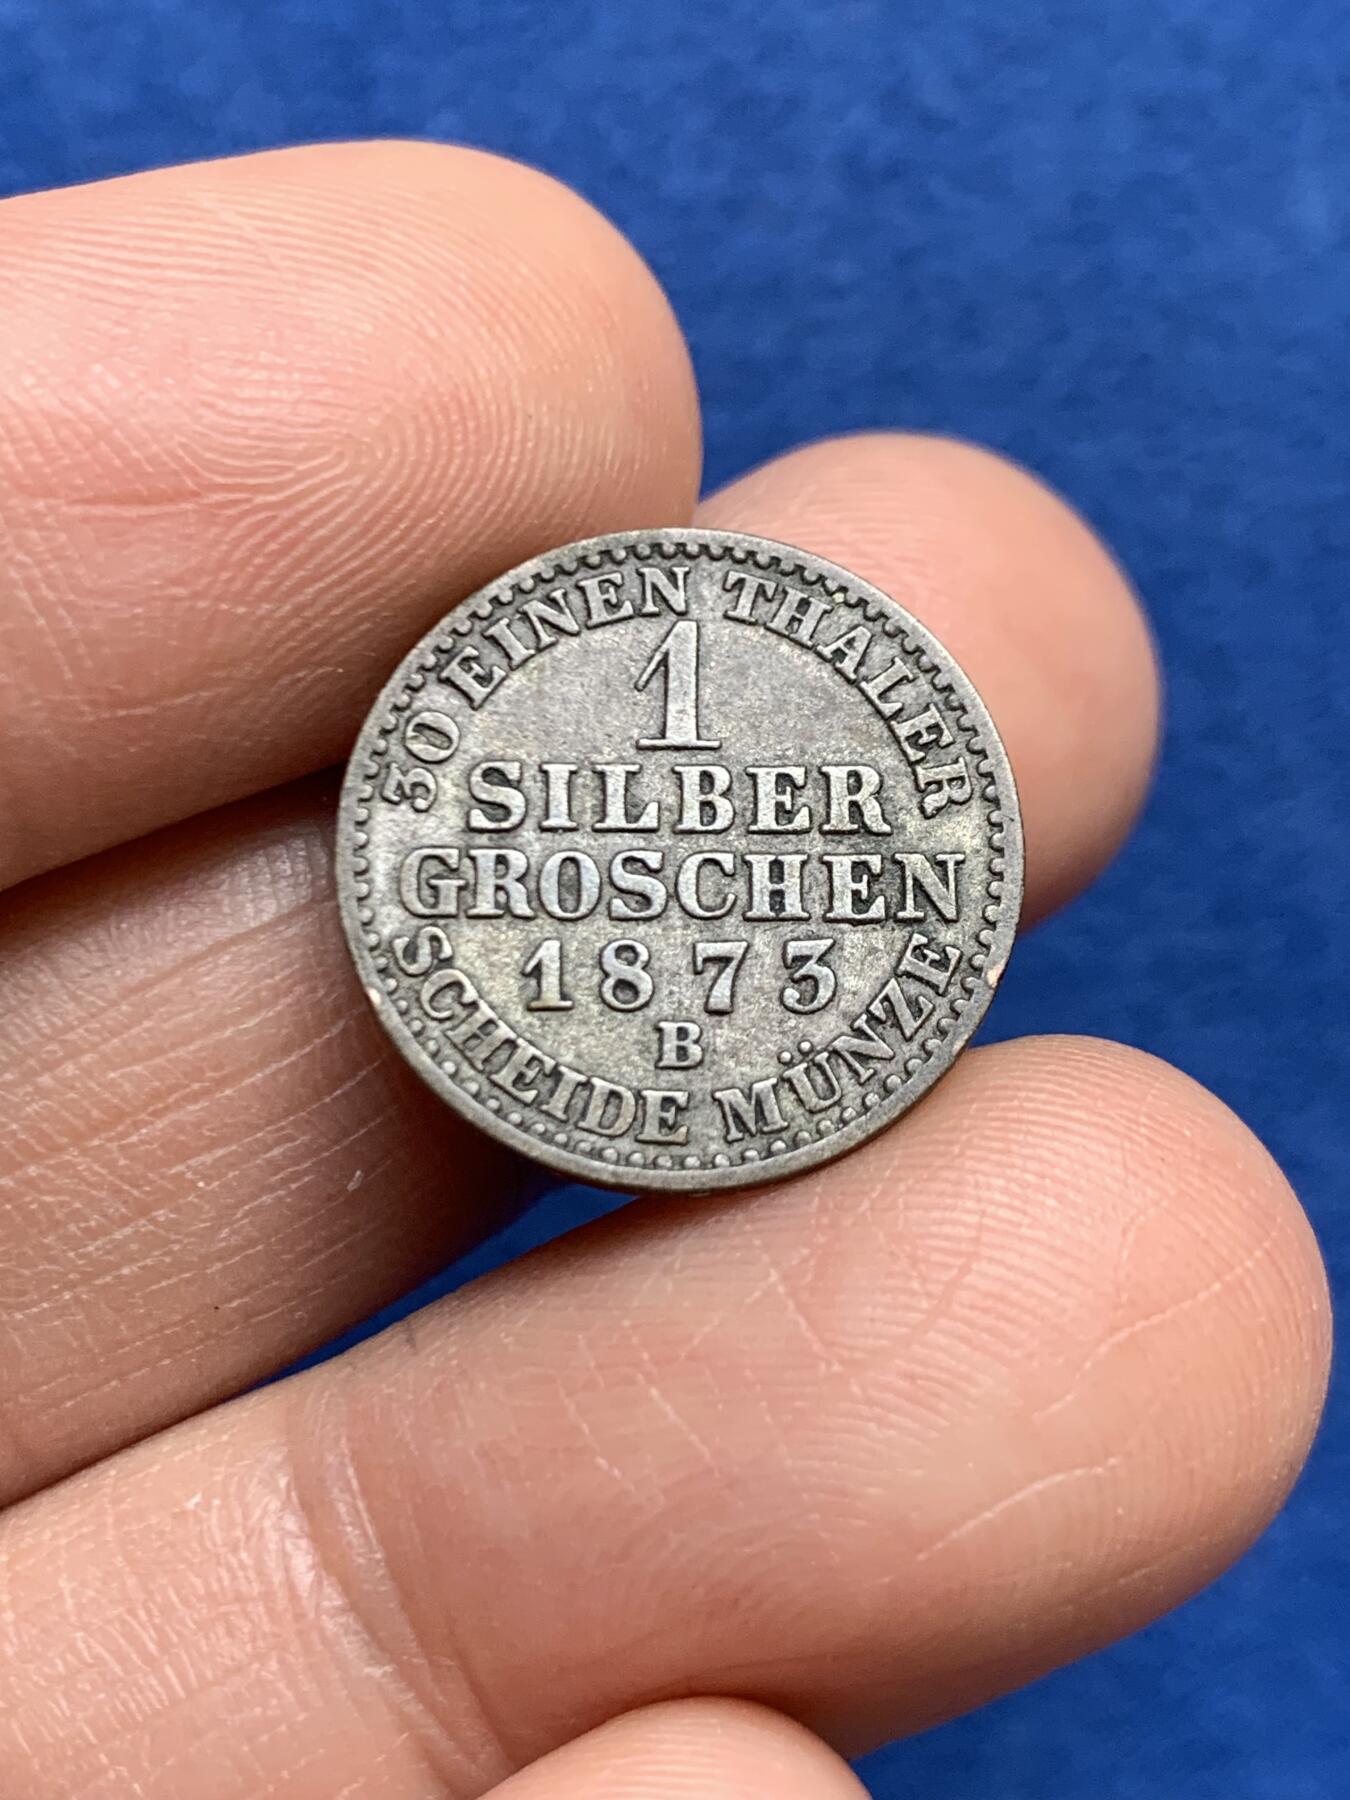 30 EINEN THALER
1
SILBER
GROSCHEN
1873
B
SCHEIDE MÜNZE